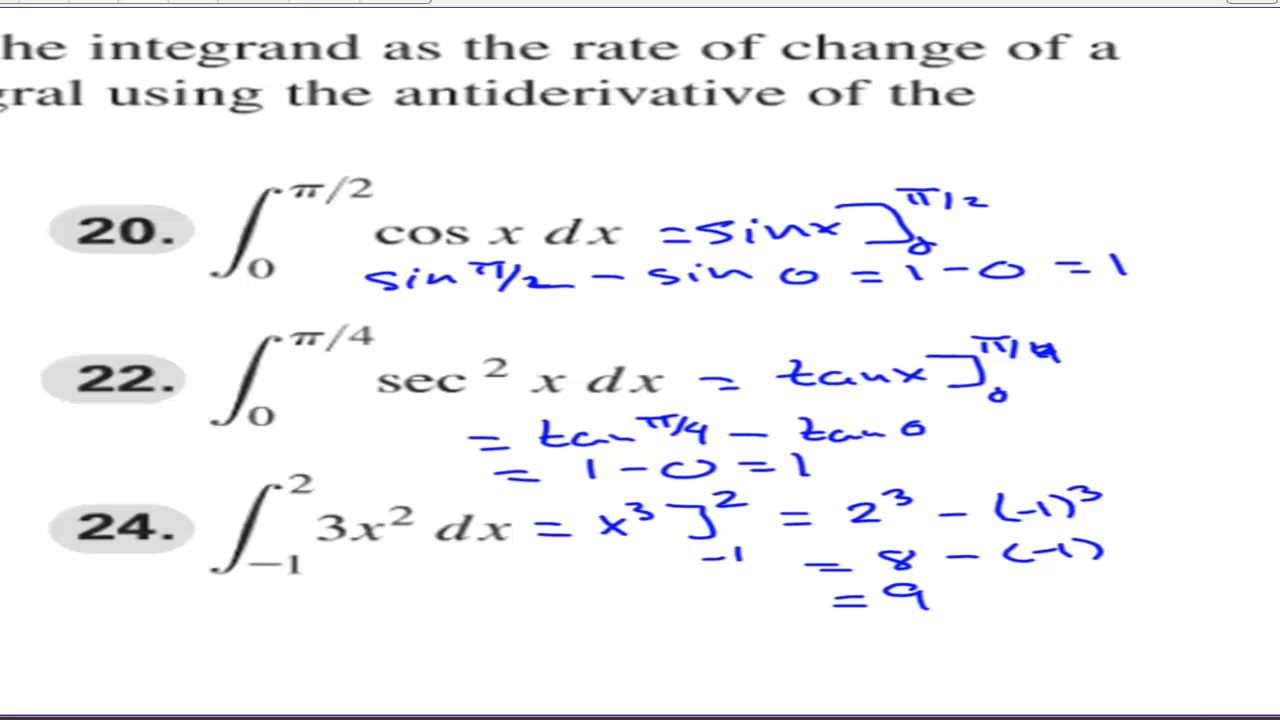 he integrand as the rate of change of a
gral using the antiderivative of the
20. ∫₀^π/2 cos x dx = sin x ]₀^π/2
sin π/2 - sin 0 = 1 - 0 = 1
22. ∫₀^π/4 sec² x dx = tan x ]₀^π/4
= tan π/4 - tan 0
= 1 - 0 = 1
24. ∫₋₁² 3x² dx = x³ ]₋₁² = 2³ - (-1)³
= 8 - (-1)
= 9